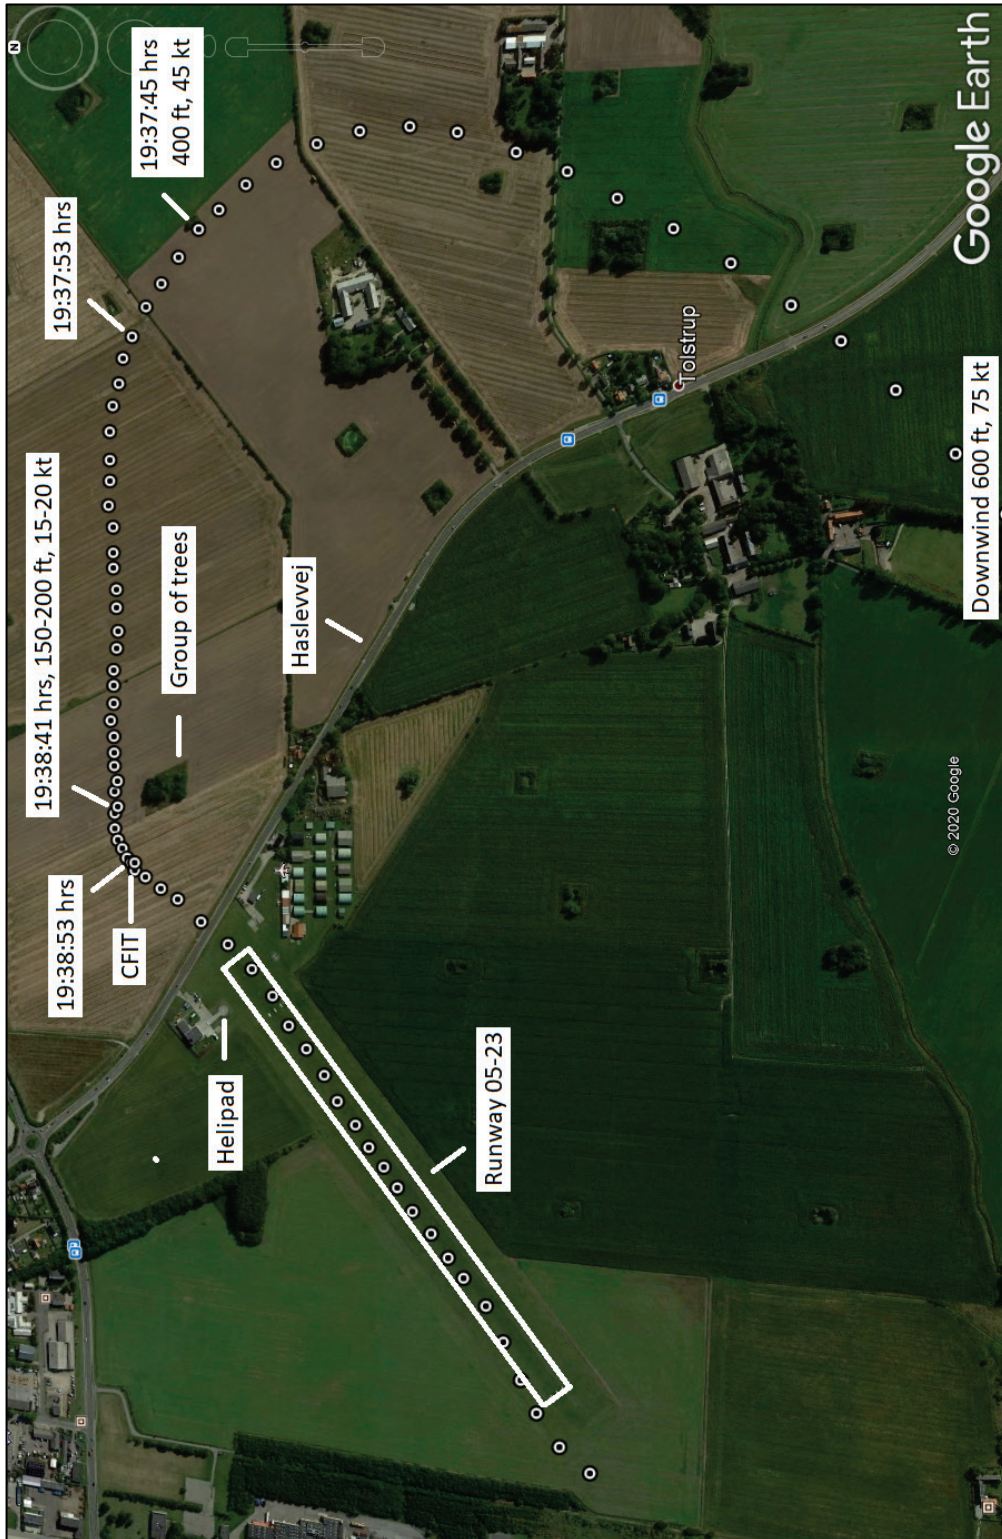 N
19:37:45 hrs
400 ft, 45 kt
19:37:53 hrs
19:38:41 hrs, 150-200 ft, 15-20 kt
Group of trees
Haslevvej
19:38:53 hrs
CFIT
Helipad
Runway 05-23
Tolstrup
Downwind 600 ft, 75 kt
© 2020 Google
Google Earth